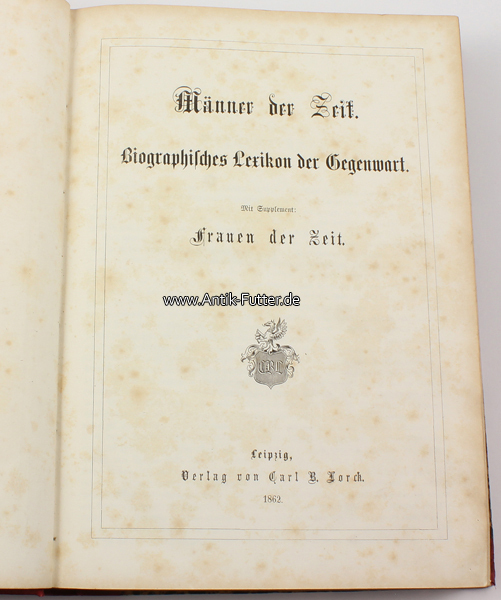 Männer der Zeit.
Biographisches Lexikon der Gegenwart.
Mit Supplement:
Frauen der Zeit.
www.Antik-Futter.de
CBL
Leipzig,
Verlag von Carl B. Lorck.
1862.